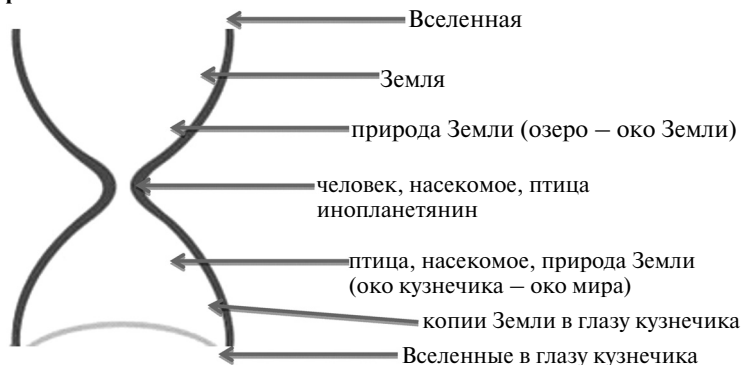 Вселенная
Земля
природа Земли (озеро – око Земли)
человек, насекомое, птица
инопланетянин
птица, насекомое, природа Земли
(око кузнечика – око мира)
копии Земли в глазу кузнечика
Вселенные в глазу кузнечика